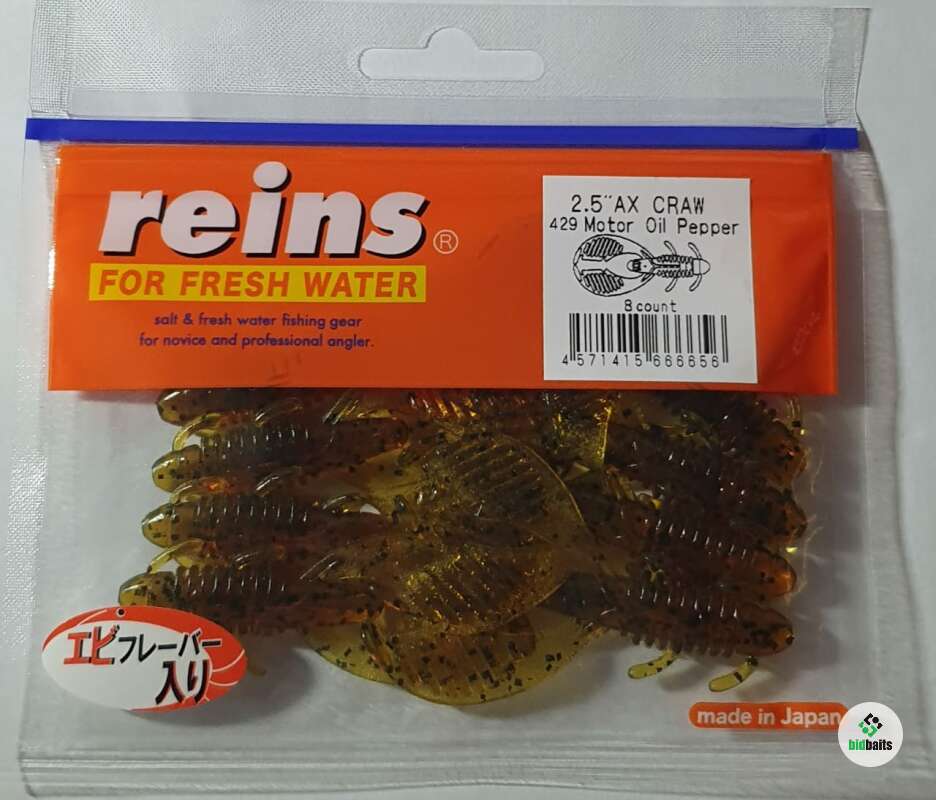 reins®
FOR FRESH WATER
salt & fresh water fishing gear
for novice and professional angler.
2.5"AX CRAW
429 Motor Oil Pepper
8 count
4 571415 666656
エビフレーバー
入り
made in Japan
bidbaits